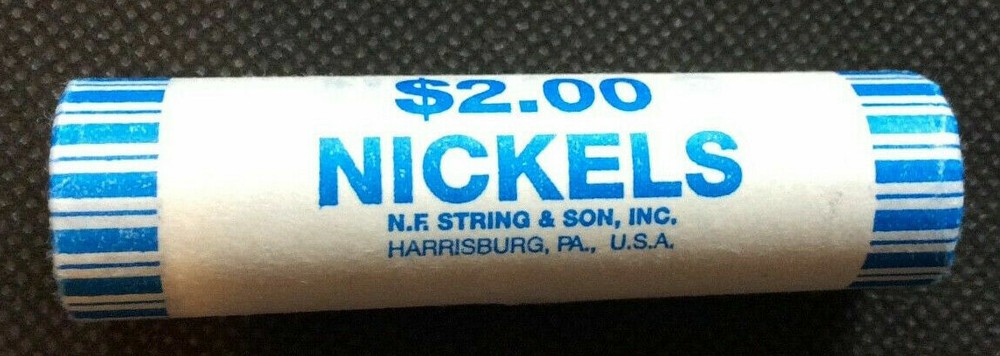 $2.00
NICKELS
N.F. STRING & SON, INC.
HARRISBURG, PA., U.S.A.